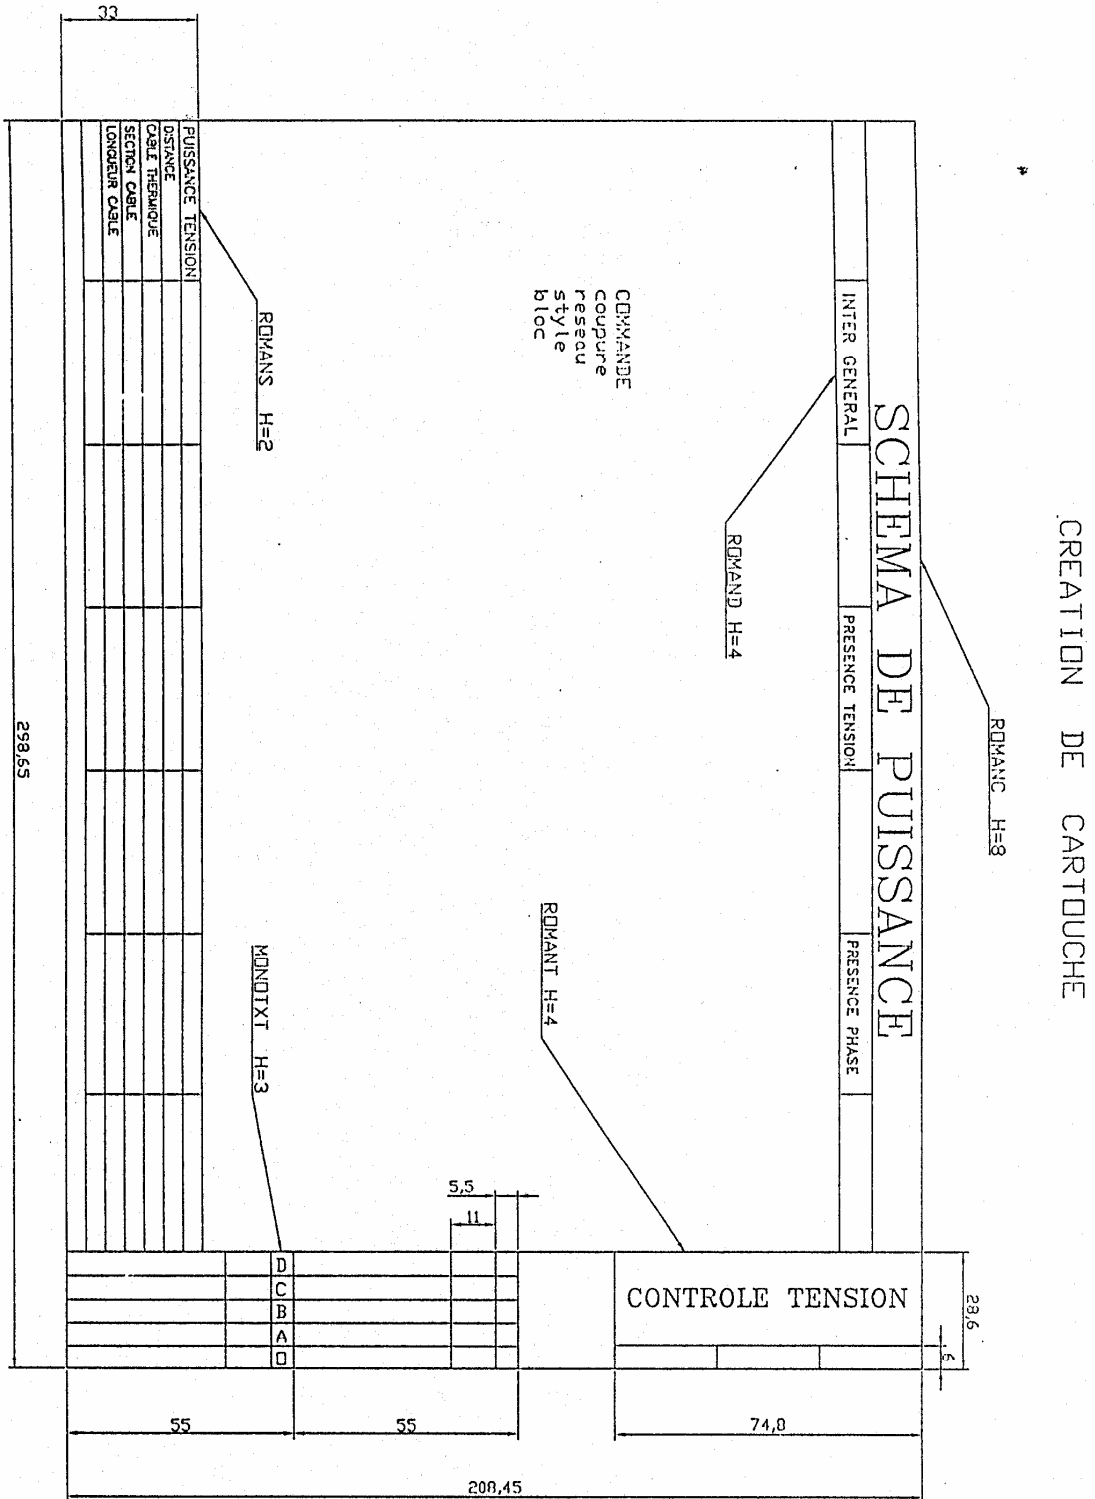 CREATION DE CARTOUCHE
ROMANC H=8
SCHEMA DE PUISSANCE
INTER GENERAL
PRESENCE TENSION
PRESENCE PHASE
ROMAND H=4
COMMANDE
coupure
reseau
style
bloc
ROMANT H=4
ROMANS H=2
MONOTXT H=3
PUISSANCE TENSION
DISTANCE
CABLE THERMIQUE
SECTION CABLE
LONGUEUR CABLE
33
298,65
5,5
11
CONTROLE TENSION
28,6
6
D
C
B
A
0
55
55
74,8
208,45